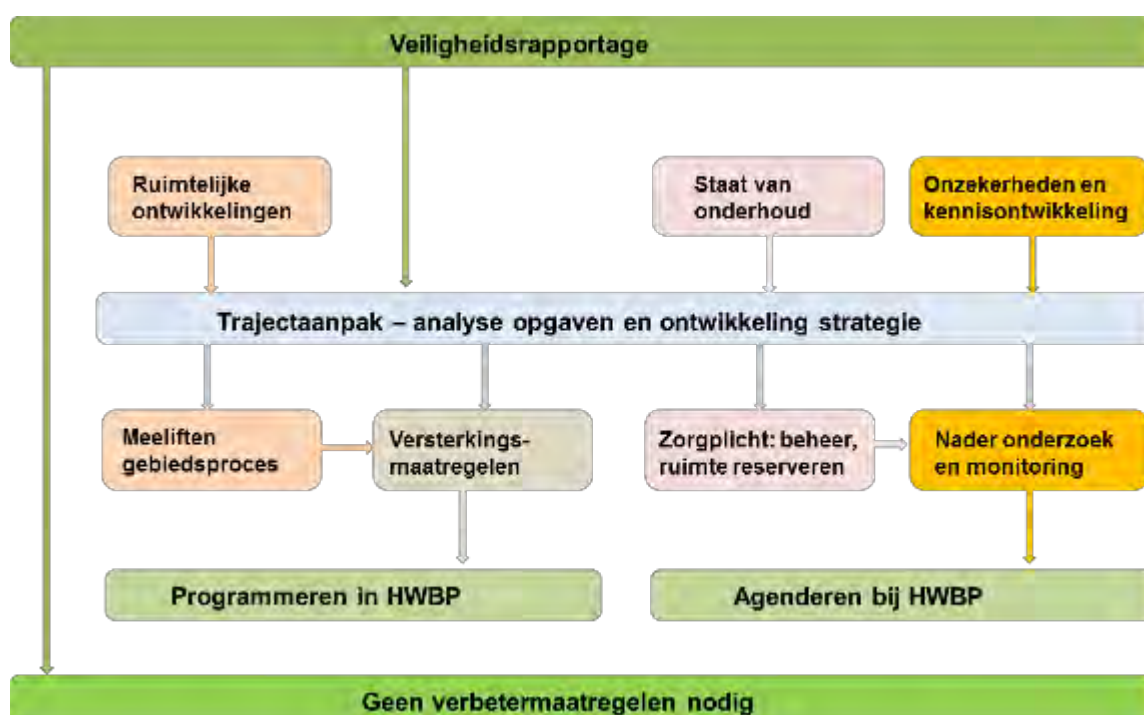 Veiligheidsrapportage
Ruimtelijke
ontwikkelingen
Staat van
onderhoud
Onzekerheden en
kennisontwikkeling
Trajectaanpak – analyse opgaven en ontwikkeling strategie
Meeliften
gebiedsproces
Versterkings-
maatregelen
Zorgplicht: beheer,
ruimte reserveren
Nader onderzoek
en monitoring
Programmeren in HWBP
Agenderen bij HWBP
Geen verbetermaatregelen nodig